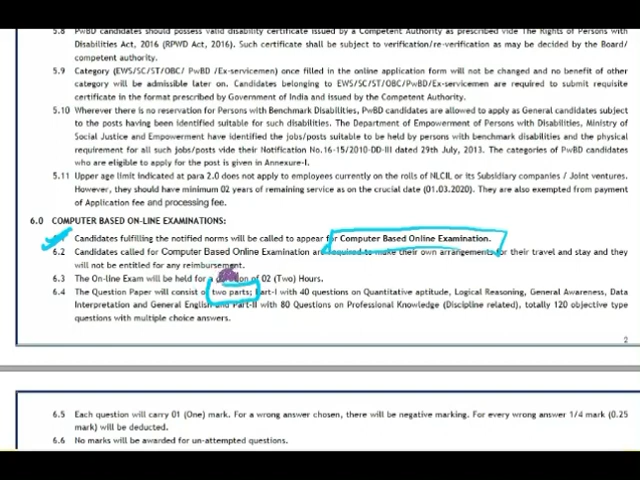 5.8 PwBD candidates should possess valid disability certificate issued by a Competent Authority as prescribed vide The Rights of Persons with
Disabilities Act, 2016 (RPWD Act, 2016). Such certificate shall be subject to verification/re-verification as may be decided by the Board/
competent authority.
5.9 Category (EWS/SC/ST/OBC/ PwBD /Ex-servicemen) once filled in the online application form will not be changed and no benefit of other
category will be admissible later on. Candidates belonging to EWS/SC/ST/OBC/PwBD/Ex-servicemen are required to submit requisite
certificate in the format prescribed by Government of India and issued by the Competent Authority.
5.10 Wherever there is no reservation for Persons with Benchmark Disabilities, PwBD candidates are allowed to apply as General candidates subject
to the posts having been identified suitable for such disabilities. The Department of Empowerment of Persons with Disabilities, Ministry of
Social Justice and Empowerment have identified the jobs/posts suitable to be held by persons with benchmark disabilities and the physical
requirement for all such jobs/posts vide their Notification No.16-15/2010-DD-III dated 29th July, 2013. The categories of PwBD candidates
who are eligible to apply for the post is given in Annexure-I.
5.11 Upper age limit indicated at para 2.0 does not apply to employees currently on the rolls of NLCIL or its Subsidiary companies / Joint ventures.
However, they should have minimum 02 years of remaining service as on the crucial date (01.03.2020). They are also exempted from payment
of Application fee and processing fee.
6.0 COMPUTER BASED ON-LINE EXAMINATIONS:
Candidates fulfilling the notified norms will be called to appear for Computer Based Online Examination.
6.2 Candidates called for Computer Based Online Examination are required to make their own arrangements for their travel and stay and they
will not be entitled for any reimbursement.
6.3 The On-line Exam will be held for a of 02 (Two) Hours.
6.4 The Question Paper will consist of two parts; Part-I with 40 questions on Quantitative aptitude, Logical Reasoning, General Awareness, Data
Interpretation and General English and Part-II with 80 Questions on Professional Knowledge (Discipline related), totally 120 objective type
questions with multiple choice answers.
2
6.5 Each question will carry 01 (One) mark. For a wrong answer chosen, there will be negative marking. For every wrong answer 1/4 mark (0.25
mark) will be deducted.
6.6 No marks will be awarded for un-attempted questions.